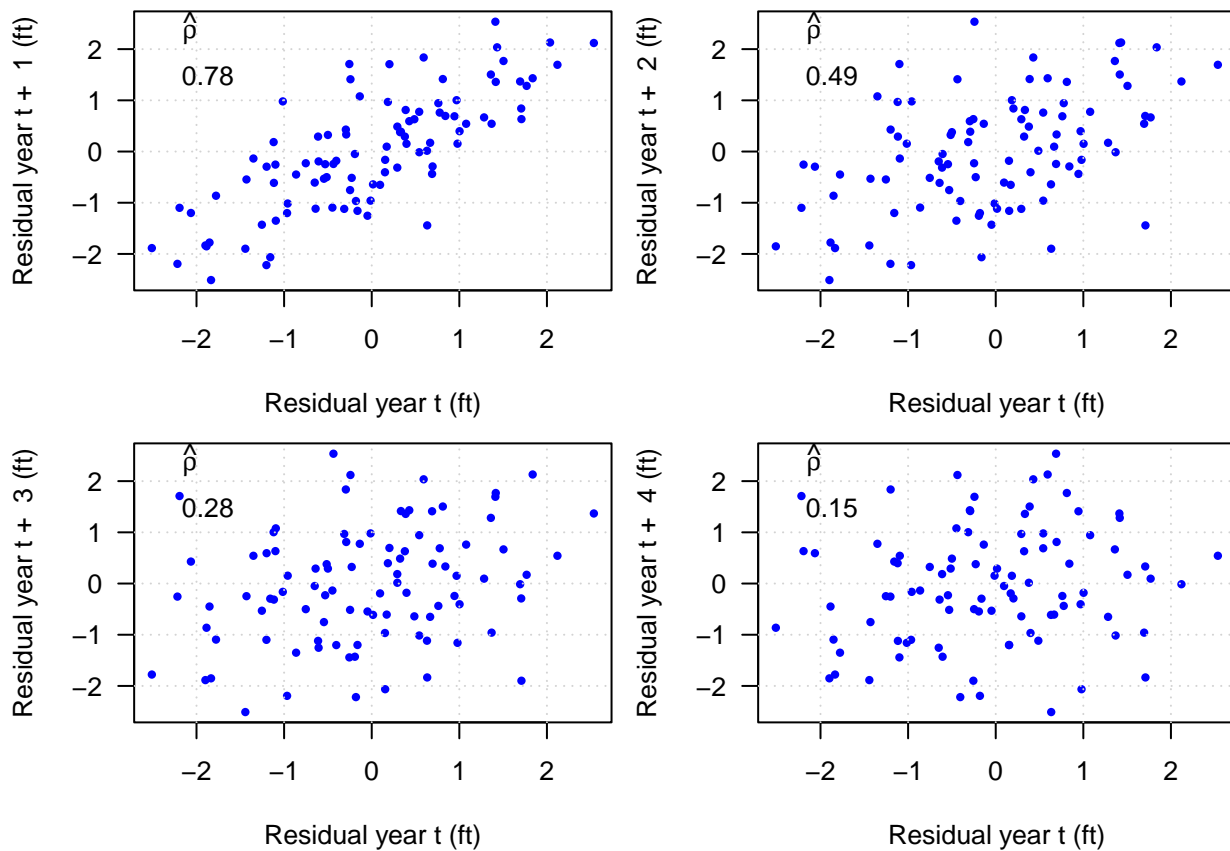 Residual year t + 1 (ft)
2
1
0
−1
−2
ρ̂
0.78
−2 −1 0 1 2
Residual year t (ft)
Residual year t + 2 (ft)
2
1
0
−1
−2
ρ̂
0.49
−2 −1 0 1 2
Residual year t (ft)
Residual year t + 3 (ft)
2
1
0
−1
−2
ρ̂
0.28
−2 −1 0 1 2
Residual year t (ft)
Residual year t + 4 (ft)
2
1
0
−1
−2
ρ̂
0.15
−2 −1 0 1 2
Residual year t (ft)